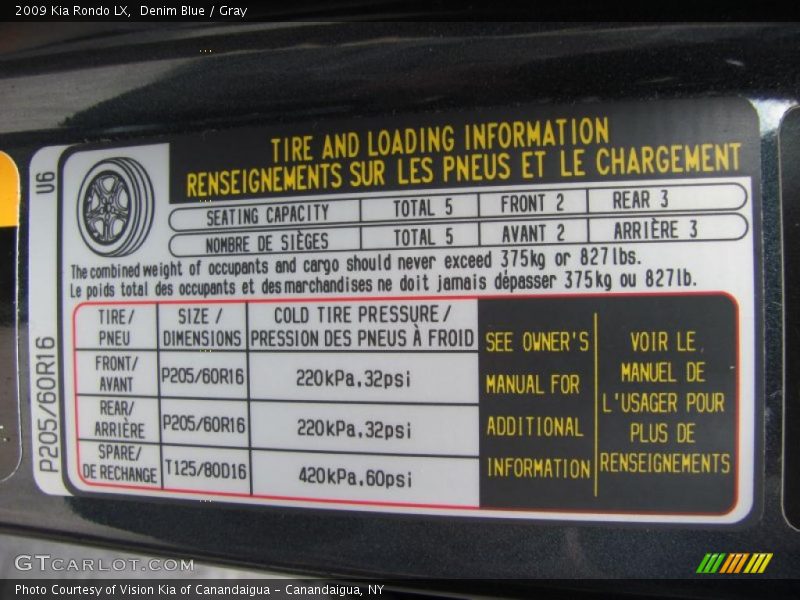 2009 Kia Rondo LX,  Denim Blue / Gray
TIRE AND LOADING INFORMATION
RENSEIGNEMENTS SUR LES PNEUS ET LE CHARGEMENT
U6
SEATING CAPACITY TOTAL 5 FRONT 2 REAR 3
NOMBRE DE SIÈGES TOTAL 5 AVANT 2 ARRIÈRE 3
The combined weight of occupants and cargo should never exceed 375kg or 827lbs.
Le poids total des occupants et des marchandises ne doit jamais dépasser 375kg ou 827lb.
P205/60R16
TIRE/ PNEU
SIZE / DIMENSIONS
COLD TIRE PRESSURE/
PRESSION DES PNEUS À FROID
FRONT/ AVANT
P205/60R16
220kPa,32psi
REAR/ ARRIÈRE
P205/60R16
220kPa,32psi
SPARE/ DE RECHANGE
T125/80D16
420kPa,60psi
SEE OWNER'S
MANUAL FOR
ADDITIONAL
INFORMATION
VOIR LE
MANUEL DE
L'USAGER POUR
PLUS DE
RENSEIGNEMENTS
GTCARLOT.COM
Photo Courtesy of Vision Kia of Canandaigua - Canandaigua, NY